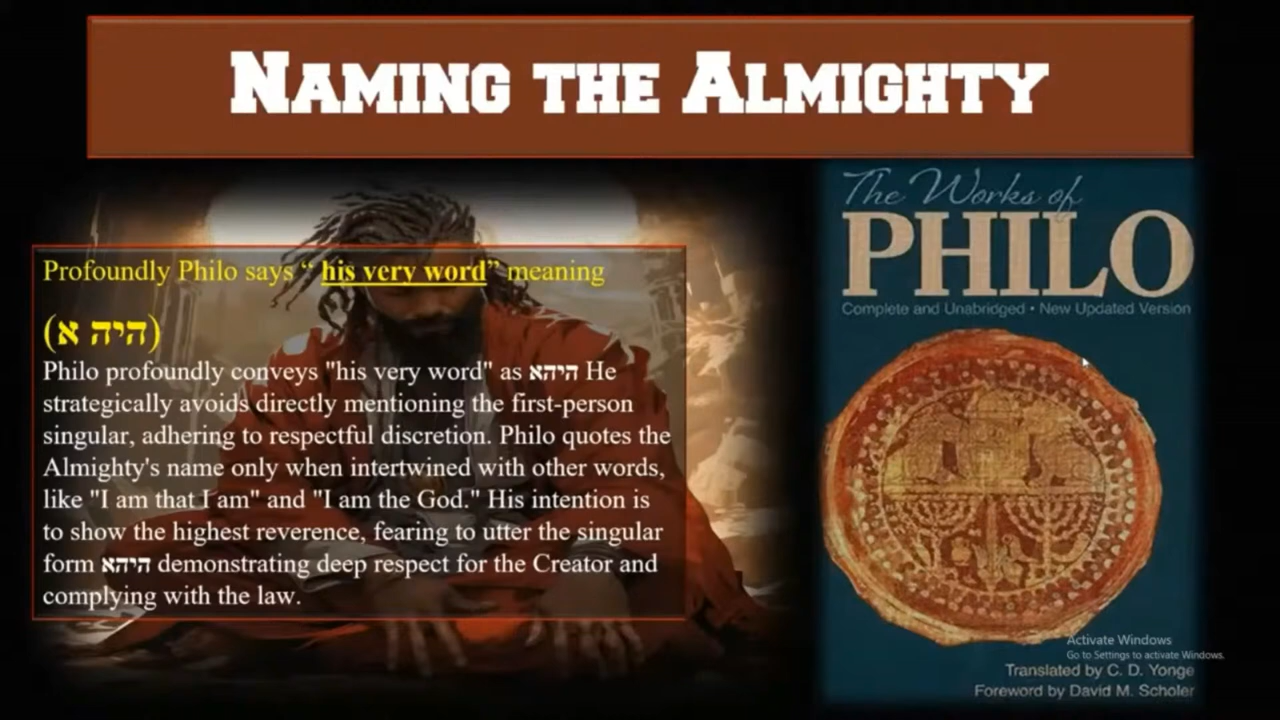 NAMING THE ALMIGHTY
Profoundly Philo says “ his very word” meaning
(היה א)
Philo profoundly conveys "his very word" as היהא He
strategically avoids directly mentioning the first-person
singular, adhering to respectful discretion. Philo quotes the
Almighty's name only when intertwined with other words,
like "I am that I am" and "I am the God." His intention is
to show the highest reverence, fearing to utter the singular
form היהא demonstrating deep respect for the Creator and
complying with the law.
The Works of
PHILO
Complete and Unabridged • New Updated Version
Activate Windows
Go to Settings to activate Windows.
Translated by C. D. Yonge
Foreword by David M. Scholer